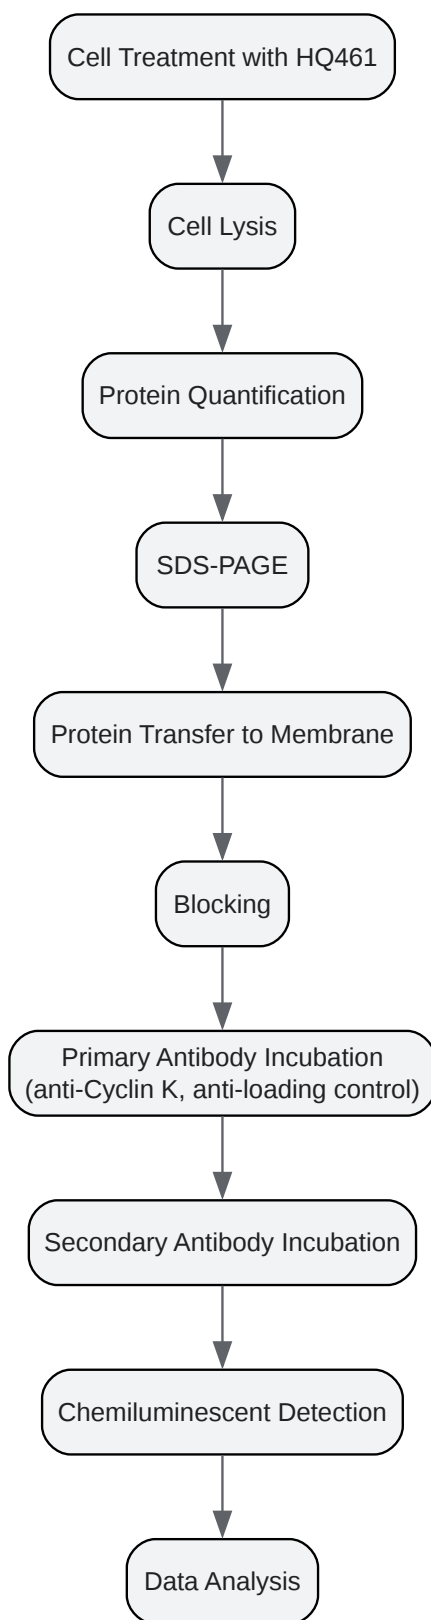 Cell Treatment with HQ461
Cell Lysis
Protein Quantification
SDS-PAGE
Protein Transfer to Membrane
Blocking
Primary Antibody Incubation
(anti-Cyclin K, anti-loading control)
Secondary Antibody Incubation
Chemiluminescent Detection
Data Analysis